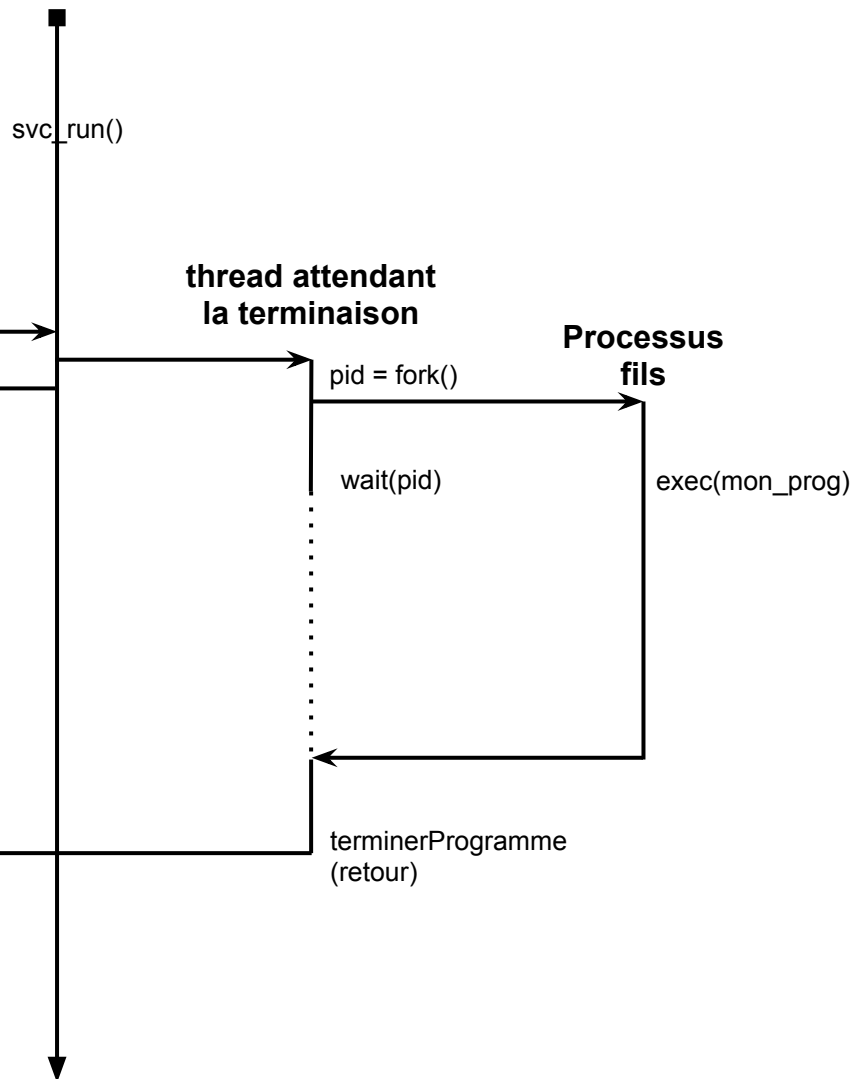 svc_run()
thread attendant
la terminaison
Processus
fils
pid = fork()
wait(pid)
exec(mon_prog)
terminerProgramme
(retour)